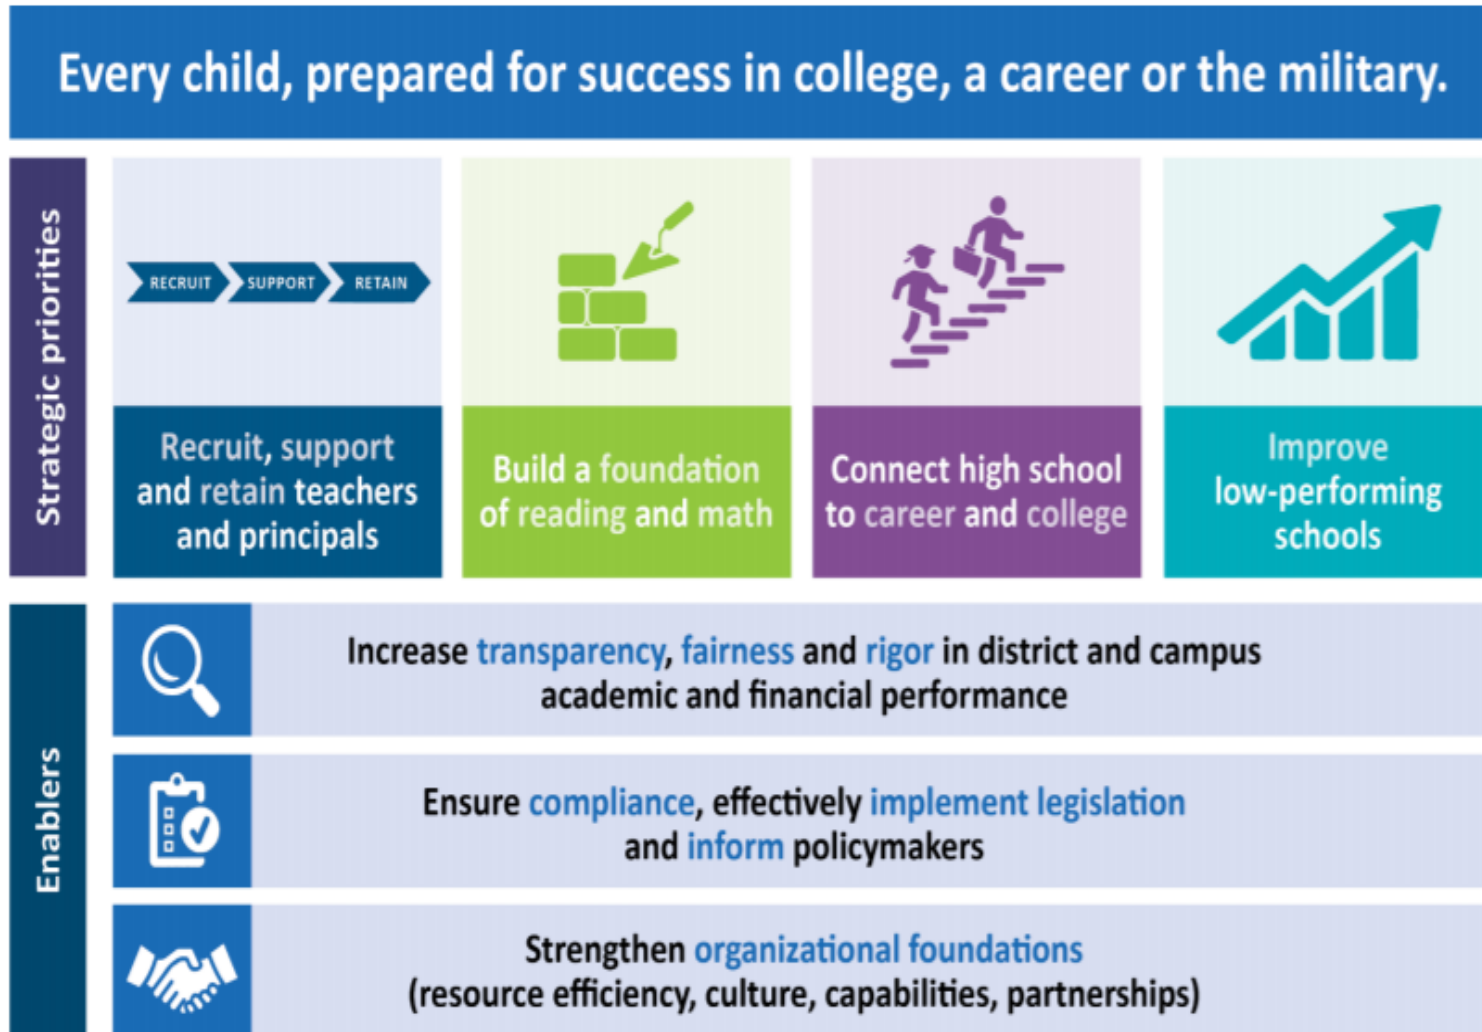 Every child, prepared for success in college, a career or the military.
Strategic priorities
RECRUIT
SUPPORT
RETAIN
Recruit, support
and retain teachers
and principals
Build a foundation
of reading and math
Connect high school
to career and college
Improve
low-performing
schools
Enablers
Increase transparency, fairness and rigor in district and campus
academic and financial performance
Ensure compliance, effectively implement legislation
and inform policymakers
Strengthen organizational foundations
(resource efficiency, culture, capabilities, partnerships)